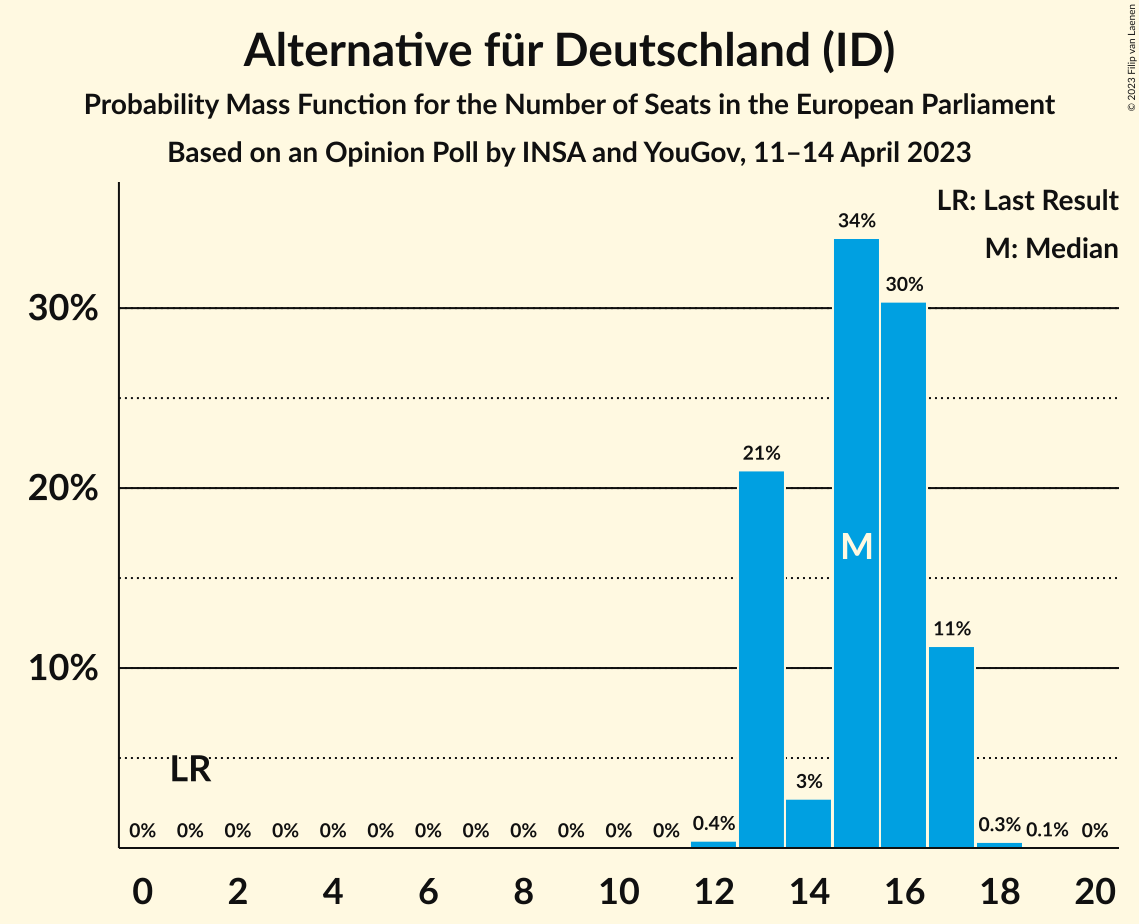 Alternative für Deutschland (ID)
Probability Mass Function for the Number of Seats in the European Parliament
Based on an Opinion Poll by INSA and YouGov, 11–14 April 2023
© 2023 Filip van Laenen
LR: Last Result
M: Median
34%
30%
30%
21%
20%
M
11%
10%
LR
3%
0% 0% 0% 0% 0% 0% 0% 0% 0% 0% 0% 0% 0.4% 0.3% 0.1% 0%
0 2 4 6 8 10 12 14 16 18 20